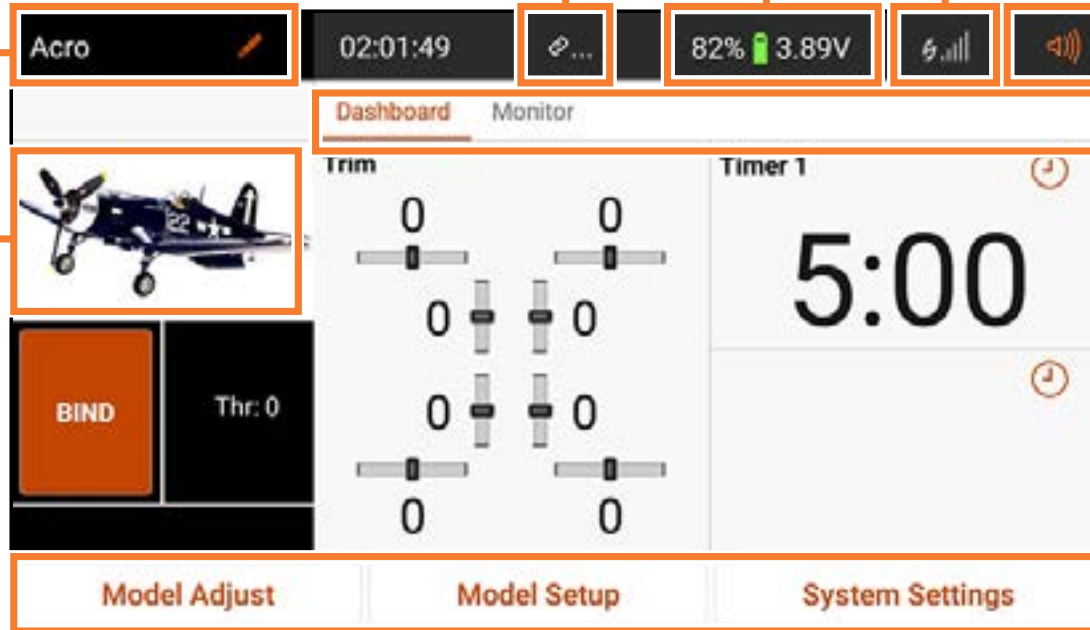 Acro
02:01:49
...
82% 3.89V
Dashboard Monitor
Trim
Timer 1
0 0
5:00
0 0
BIND
Thr: 0
0 0
0 0
Model Adjust
Model Setup
System Settings